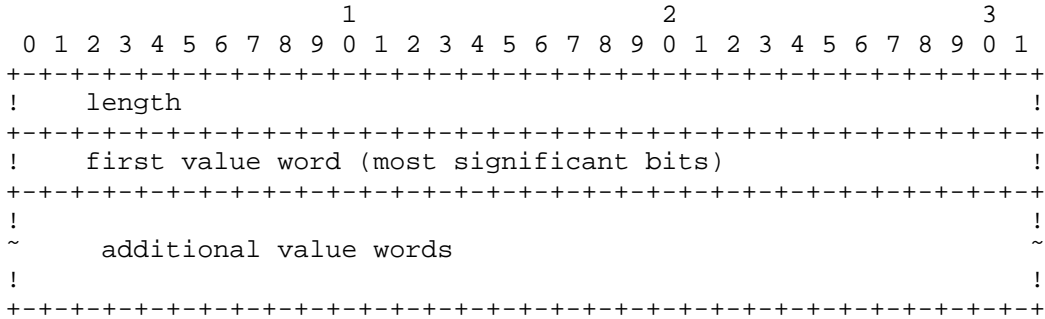 1                   2                   3
 0 1 2 3 4 5 6 7 8 9 0 1 2 3 4 5 6 7 8 9 0 1 2 3 4 5 6 7 8 9 0 1
+-+-+-+-+-+-+-+-+-+-+-+-+-+-+-+-+-+-+-+-+-+-+-+-+-+-+-+-+-+-+-+-+
!    length                                                     !
+-+-+-+-+-+-+-+-+-+-+-+-+-+-+-+-+-+-+-+-+-+-+-+-+-+-+-+-+-+-+-+-+
!    first value word (most significant bits)                   !
+-+-+-+-+-+-+-+-+-+-+-+-+-+-+-+-+-+-+-+-+-+-+-+-+-+-+-+-+-+-+-+-+
!                                                               !
~     additional value words                                    ~
!                                                               !
+-+-+-+-+-+-+-+-+-+-+-+-+-+-+-+-+-+-+-+-+-+-+-+-+-+-+-+-+-+-+-+-+